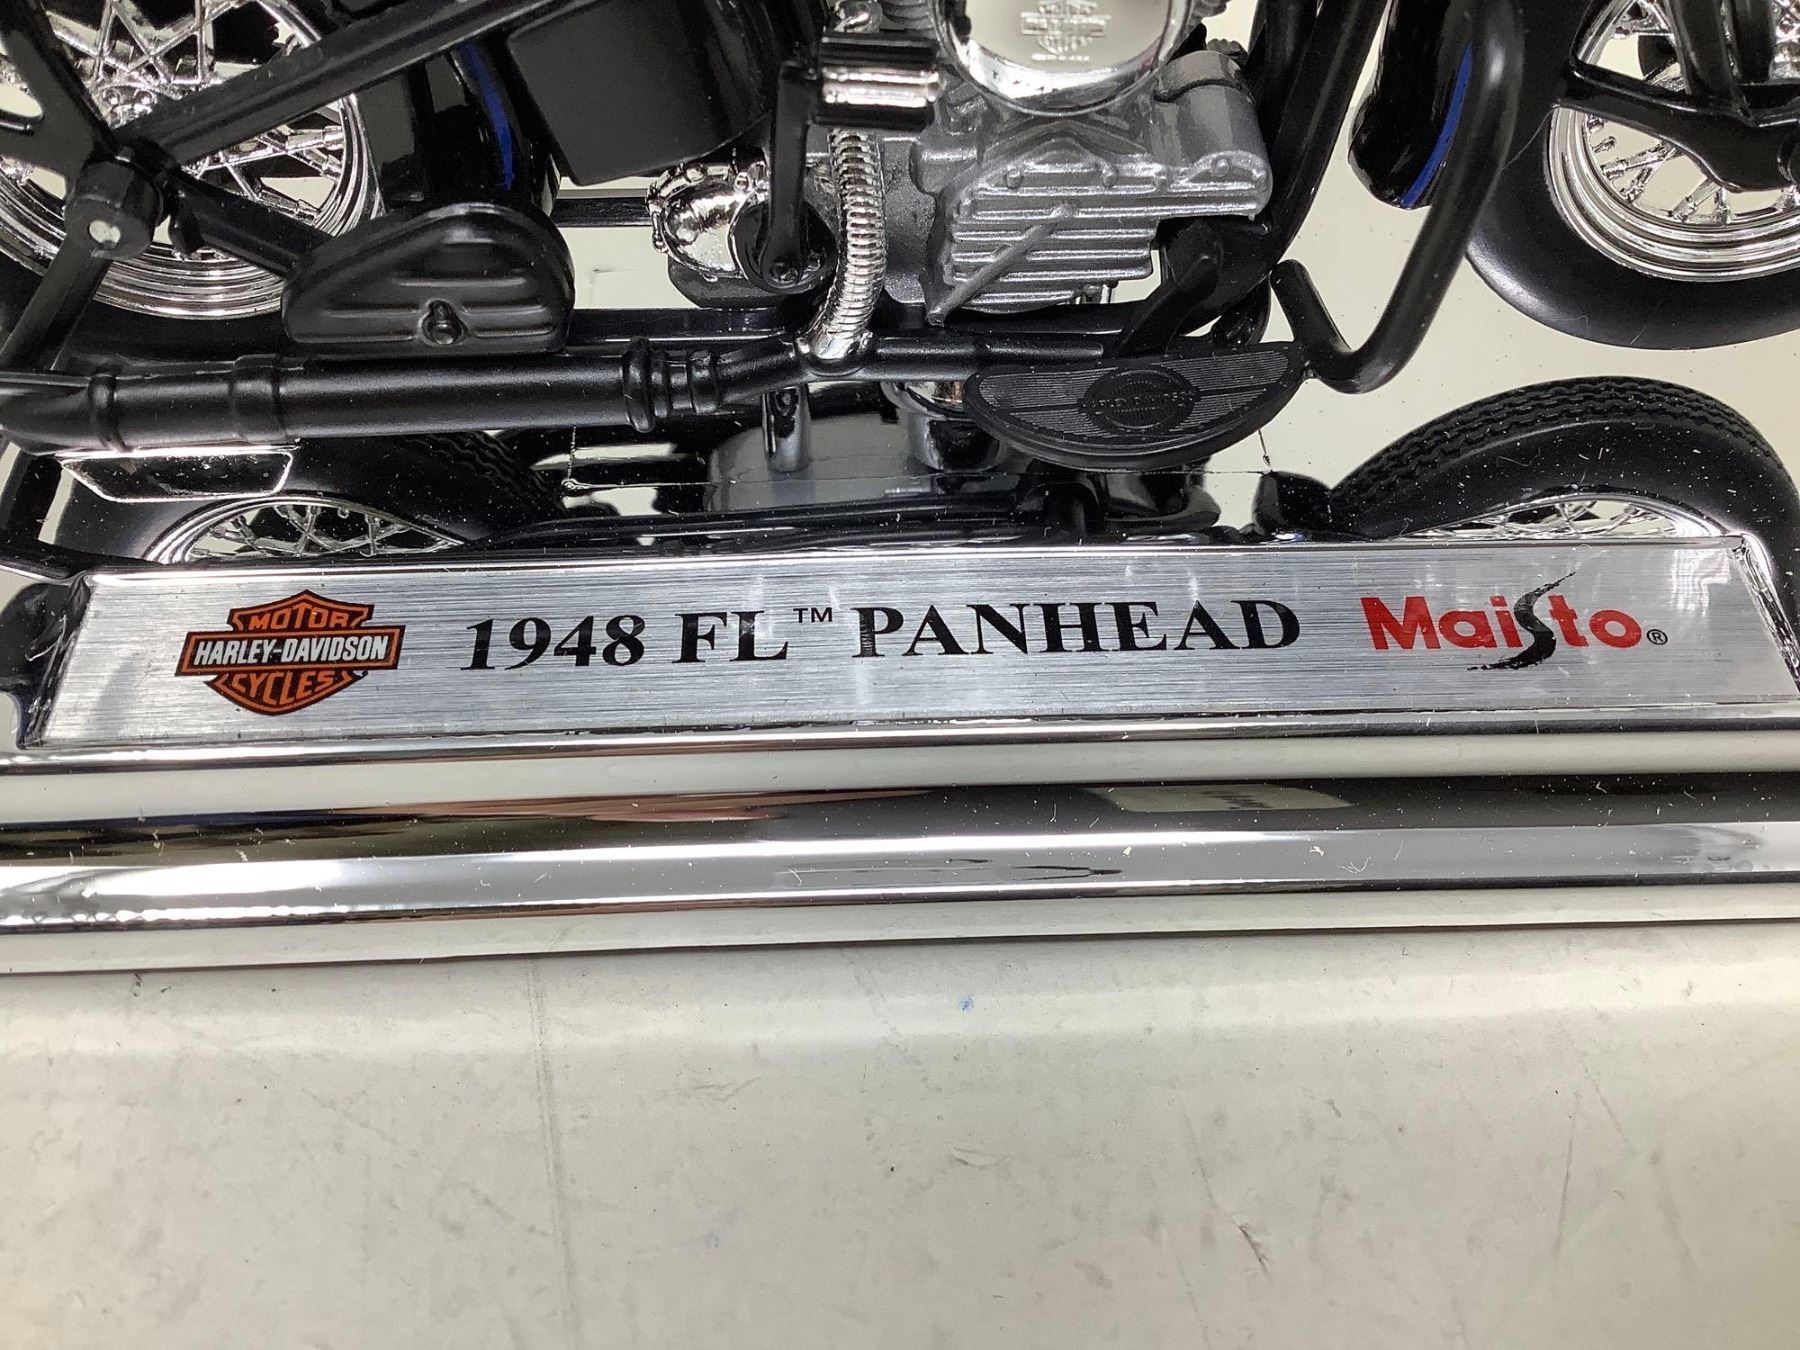 MOTOR
HARLEY-DAVIDSON
CYCLES
1948 FL™ PANHEAD Maisto®